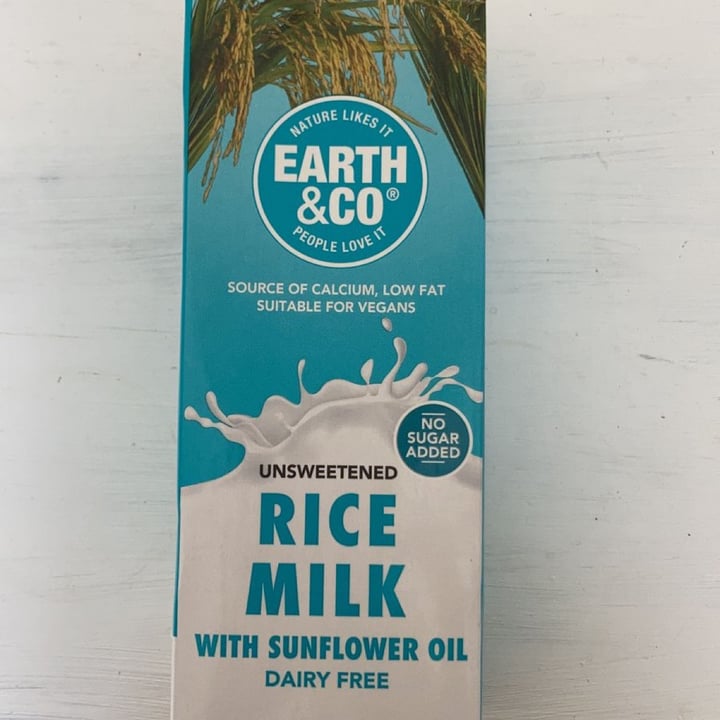 NATURE LIKES IT
EARTH
&CO®
PEOPLE LOVE IT
SOURCE OF CALCIUM, LOW FAT
SUITABLE FOR VEGANS
NO
SUGAR
ADDED
UNSWEETENED
RICE
MILK
WITH SUNFLOWER OIL
DAIRY FREE